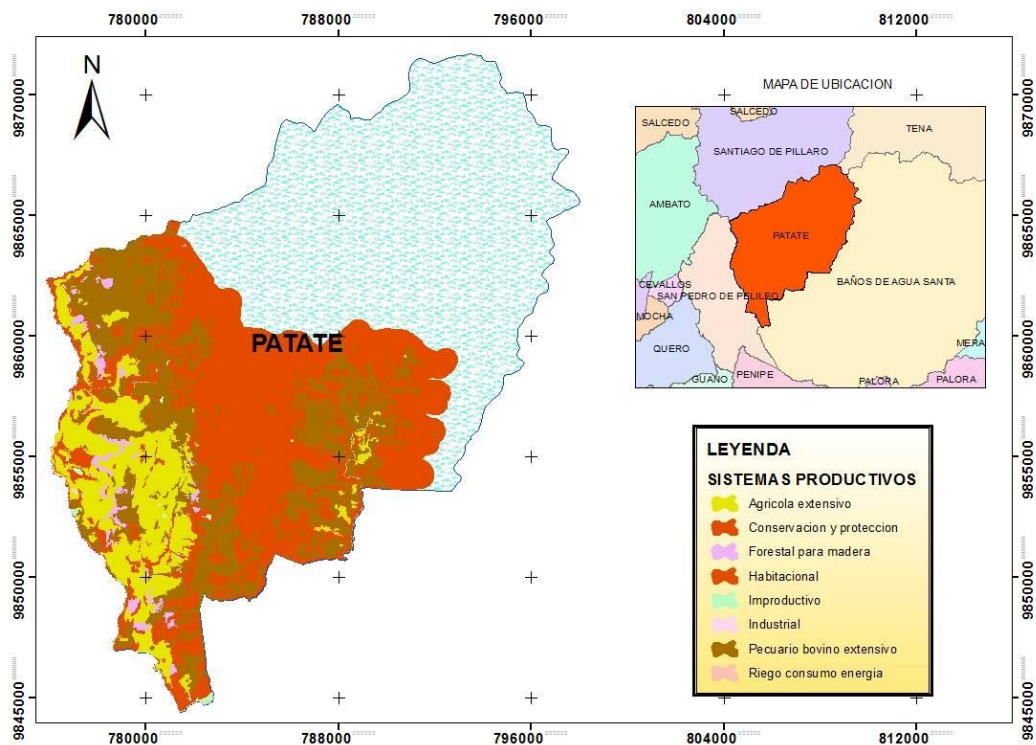 780000 788000 796000 804000 812000
N
MAPA DE UBICACION
9870000 9870000
SALCEDO
SALCEDO
TENA
SANTIAGO DE PILLARO
AMBATO
9865000 9865000
PATATE
BAÑOS DE AGUA SANTA
CEVALLOS
SAN PEDRO DE PELILEO
MOCHA
9860000 9860000
PATATE
QUERO
MERA
GUANO
PENIPE
PALORA
PALORA
9855000 9855000
LEYENDA
SISTEMAS PRODUCTIVOS
Agricola extensivo
Conservacion y proteccion
Forestal para madera
Habitacional
Improductivo
Industrial
Pecuario bovino extensivo
Riego consumo energia
9850000 9850000
9845000 9845000
780000 788000 796000 804000 812000